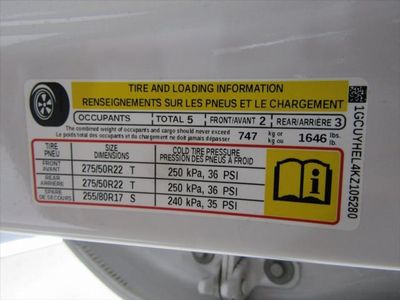 TIRE AND LOADING INFORMATION
RENSEIGNEMENTS SUR LES PNEUS ET LE CHARGEMENT
OCCUPANTS TOTAL 5 FRONT/AVANT 2 REAR/ARRIÈRE 3
The combined weight of occupants and cargo should never exceed
Le poids total des occupants et du chargement ne doit jamais dépasser
747 kg or kg ou 1646 lbs. lb.
TIRE PNEU SIZE DIMENSIONS COLD TIRE PRESSURE PRESSION DES PNEUS A FROID
FRONT AVANT 275/50R22 T 250 kPa, 36 PSI
REAR ARRIÈRE 275/50R22 T 250 kPa, 36 PSI
SPARE DE SECOURS 255/80R17 S 240 kPa, 35 PSI
1GCUYHEL4KZ105280